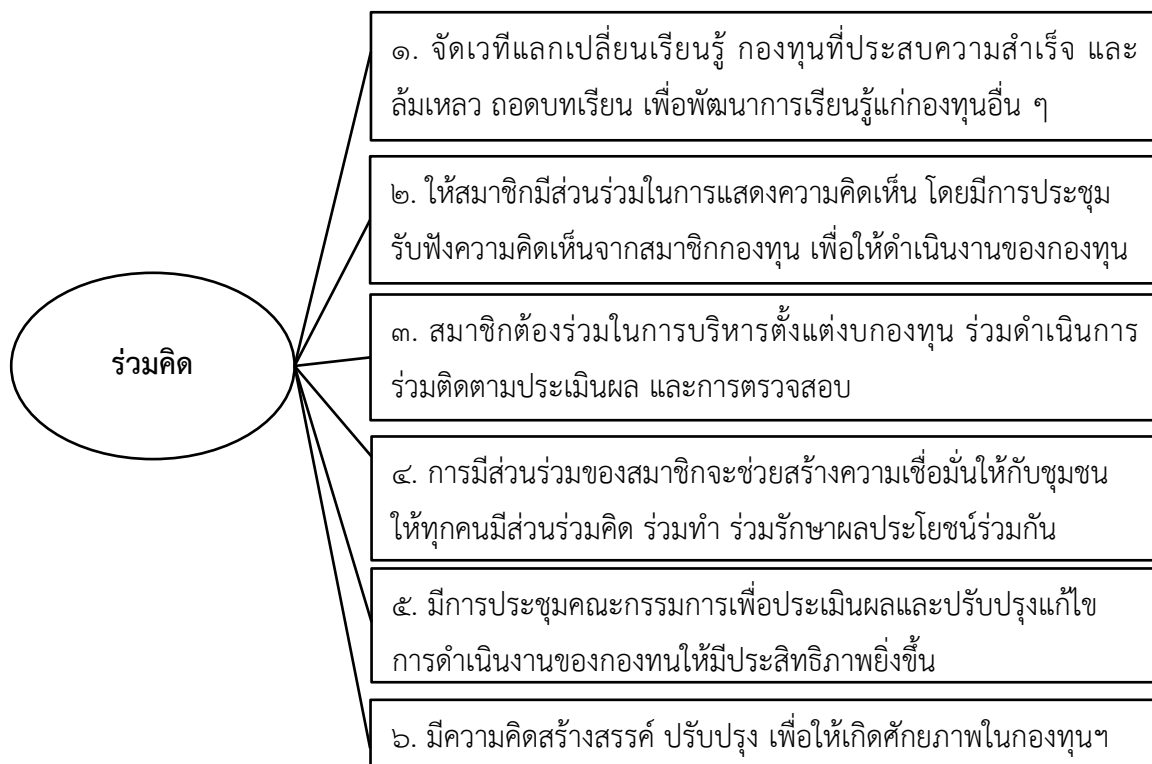 ๑. จัดเวทีแลกเปลี่ยนเรียนรู้ กองทุนที่ประสบความสำเร็จ และ
ล้มเหลว ถอดบทเรียน เพื่อพัฒนาการเรียนรู้แก่กองทุนอื่น ๆ
๒. ให้สมาชิกมีส่วนร่วมในการแสดงความคิดเห็น โดยมีการประชุม
รับฟังความคิดเห็นจากสมาชิกกองทุน เพื่อให้ดำเนินงานของกองทุน
ร่วมคิด
๓. สมาชิกต้องร่วมในการบริหารตั้งแต่งบกองทุน ร่วมดำเนินการ
ร่วมติดตามประเมินผล และการตรวจสอบ
๔. การมีส่วนร่วมของสมาชิกจะช่วยสร้างความเชื่อมั่นให้กับชุมชน
ให้ทุกคนมีส่วนร่วมคิด ร่วมทำ ร่วมรักษาผลประโยชน์ร่วมกัน
๕. มีการประชุมคณะกรรมการเพื่อประเมินผลและปรับปรุงแก้ไข
การดำเนินงานของกองทนให้มีประสิทธิภาพยิ่งขึ้น
๖. มีความคิดสร้างสรรค์ ปรับปรุง เพื่อให้เกิดศักยภาพในกองทุนฯ